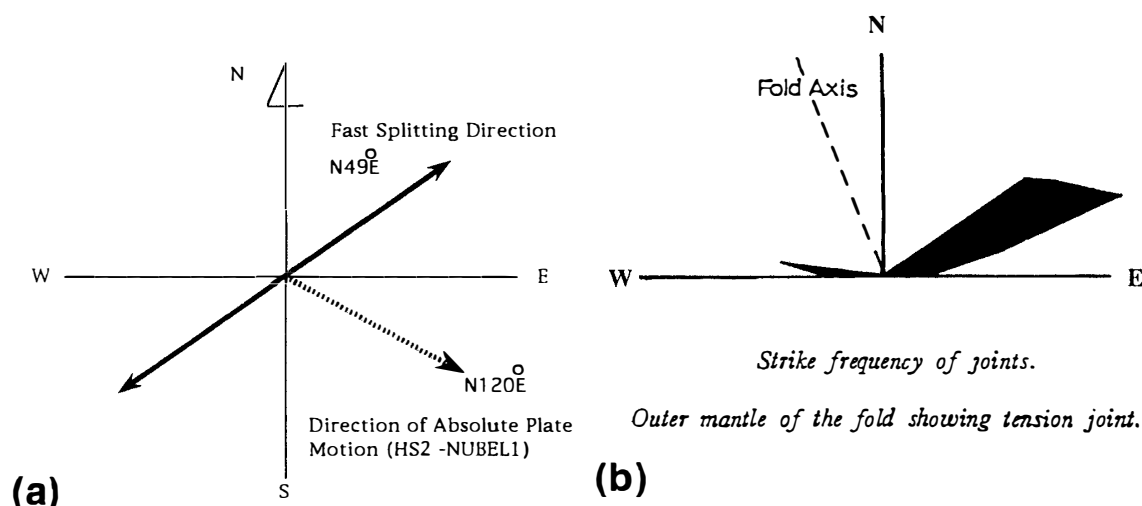 N
Fast Splitting Direction
N49°E
W
E
N120°E
Direction of Absolute Plate
Motion (HS2 -NUBEL1)
S
(a)
N
Fold Axis
W
E
Strike frequency of joints.
Outer mantle of the fold showing tension joint.
(b)